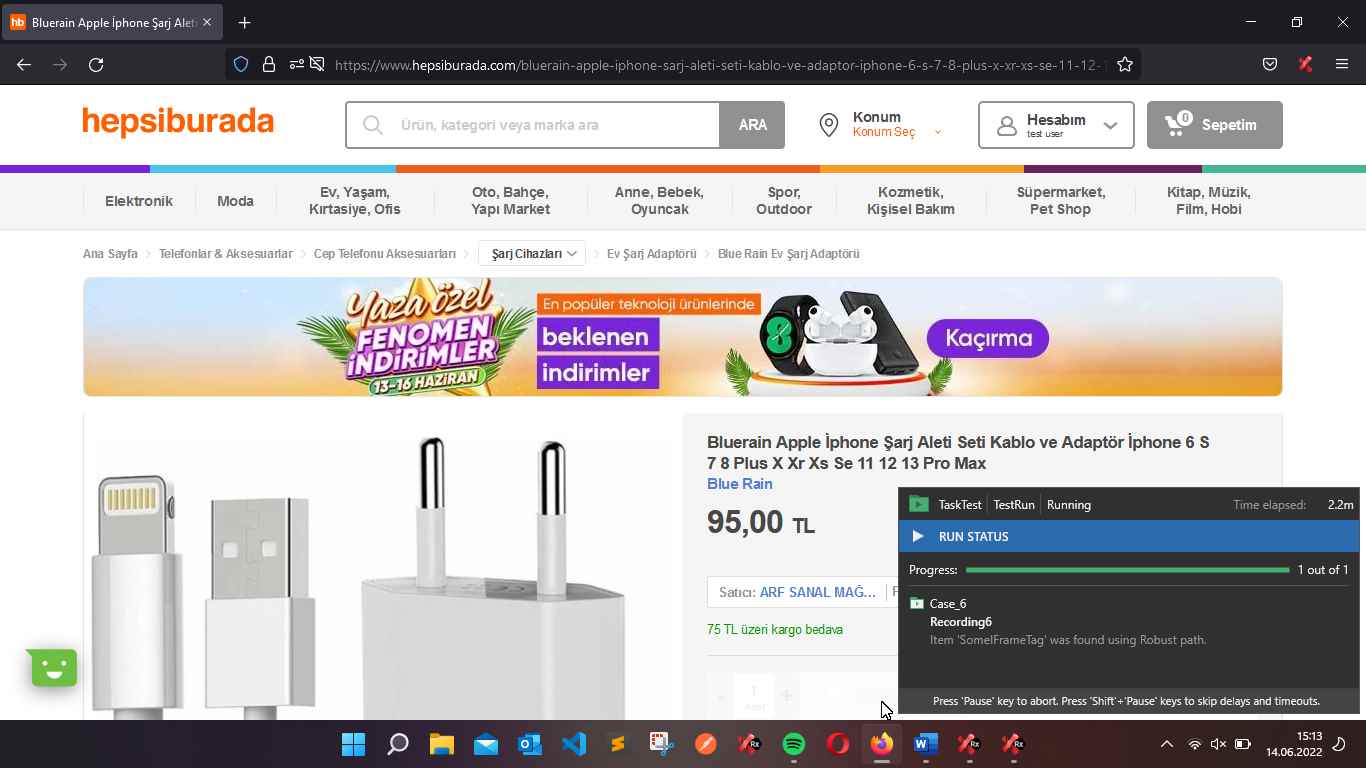 hb Bluerain Apple İphone Şarj Aleti
https://www.hepsiburada.com/bluerain-apple-iphone-sarj-aleti-seti-kablo-ve-adaptor-iphone-6-s-7-8-plus-x-xr-xs-se-11-12-
hepsiburada
Ürün, kategori veya marka ara
ARA
Konum
Konum Seç
Hesabım
test user
0
Sepetim
Elektronik
Moda
Ev, Yaşam,
Kırtasiye, Ofis
Oto, Bahçe,
Yapı Market
Anne, Bebek,
Oyuncak
Spor,
Outdoor
Kozmetik,
Kişisel Bakım
Süpermarket,
Pet Shop
Kitap, Müzik,
Film, Hobi
Ana Sayfa
Telefonlar & Aksesuarlar
Cep Telefonu Aksesuarları
Şarj Cihazları
Ev Şarj Adaptörü
Blue Rain Ev Şarj Adaptörü
Yaza özel
FENOMEN
İNDİRİMLER
13-16 HAZİRAN
En popüler teknoloji ürünlerinde
beklenen
indirimler
Kaçırma
Bluerain Apple İphone Şarj Aleti Seti Kablo ve Adaptör İphone 6 S
7 8 Plus X Xr Xs Se 11 12 13 Pro Max
Blue Rain
95,00 TL
Satıcı: ARF SANAL MAĞ...
75 TL üzeri kargo bedava
- 1 +
TaskTest TestRun Running Time elapsed: 2.2m
RUN STATUS
Progress: 1 out of 1
Case_6
Recording6
Item 'SomeIFrameTag' was found using Robust path.
Press 'Pause' key to abort. Press 'Shift'+'Pause' keys to skip delays and timeouts.
15:13
14.06.2022